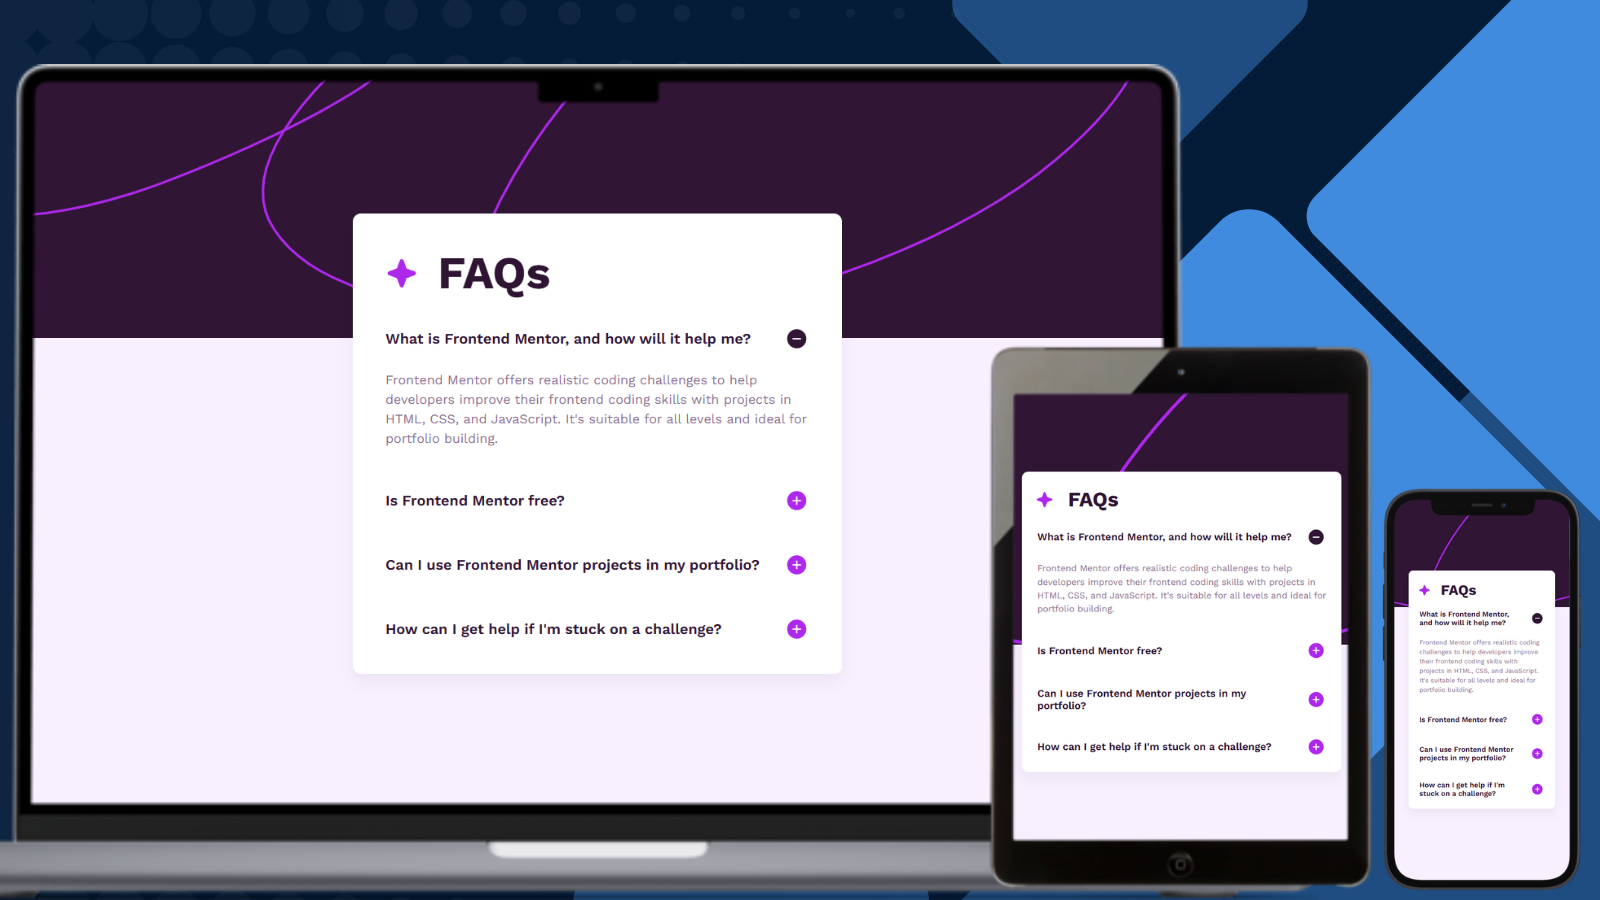 FAQs
What is Frontend Mentor, and how will it help me?
Frontend Mentor offers realistic coding challenges to help
developers improve their frontend coding skills with projects in
HTML, CSS, and JavaScript. It's suitable for all levels and ideal for
portfolio building.
Is Frontend Mentor free?
Can I use Frontend Mentor projects in my portfolio?
How can I get help if I'm stuck on a challenge?
FAQs
What is Frontend Mentor, and how will it help me?
Frontend Mentor offers realistic coding challenges to help
developers improve their frontend coding skills with projects in
HTML, CSS, and JavaScript. It's suitable for all levels and ideal for
portfolio building.
Is Frontend Mentor free?
Can I use Frontend Mentor projects in my
portfolio?
How can I get help if I'm stuck on a challenge?
FAQs
What is Frontend Mentor,
and how will it help me?
Frontend Mentor offers realistic coding
challenges to help developers improve
their frontend coding skills with
projects in HTML, CSS, and JavaScript.
It's suitable for all levels and ideal for
portfolio building.
Is Frontend Mentor free?
Can I use Frontend Mentor
projects in my portfolio?
How can I get help if I'm
stuck on a challenge?